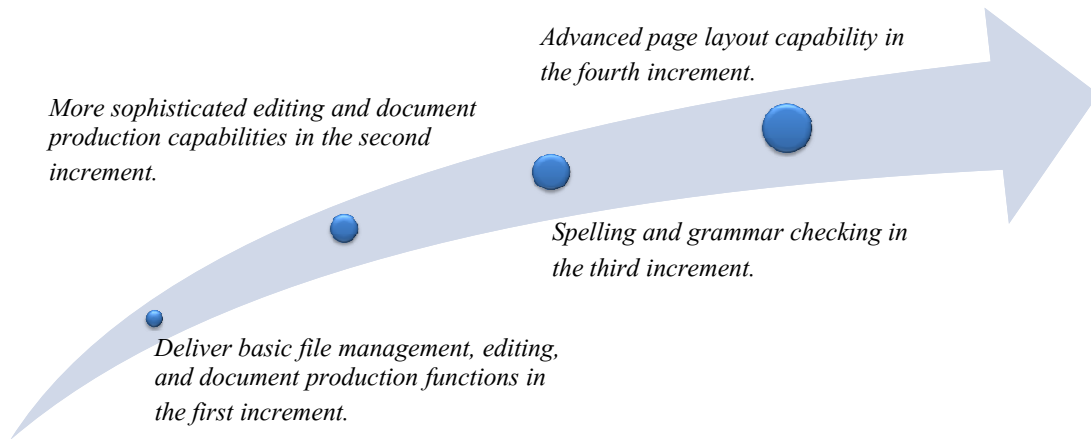 Advanced page layout capability in
the fourth increment.
More sophisticated editing and document
production capabilities in the second
increment.
Spelling and grammar checking in
the third increment.
Deliver basic file management, editing,
and document production functions in
the first increment.